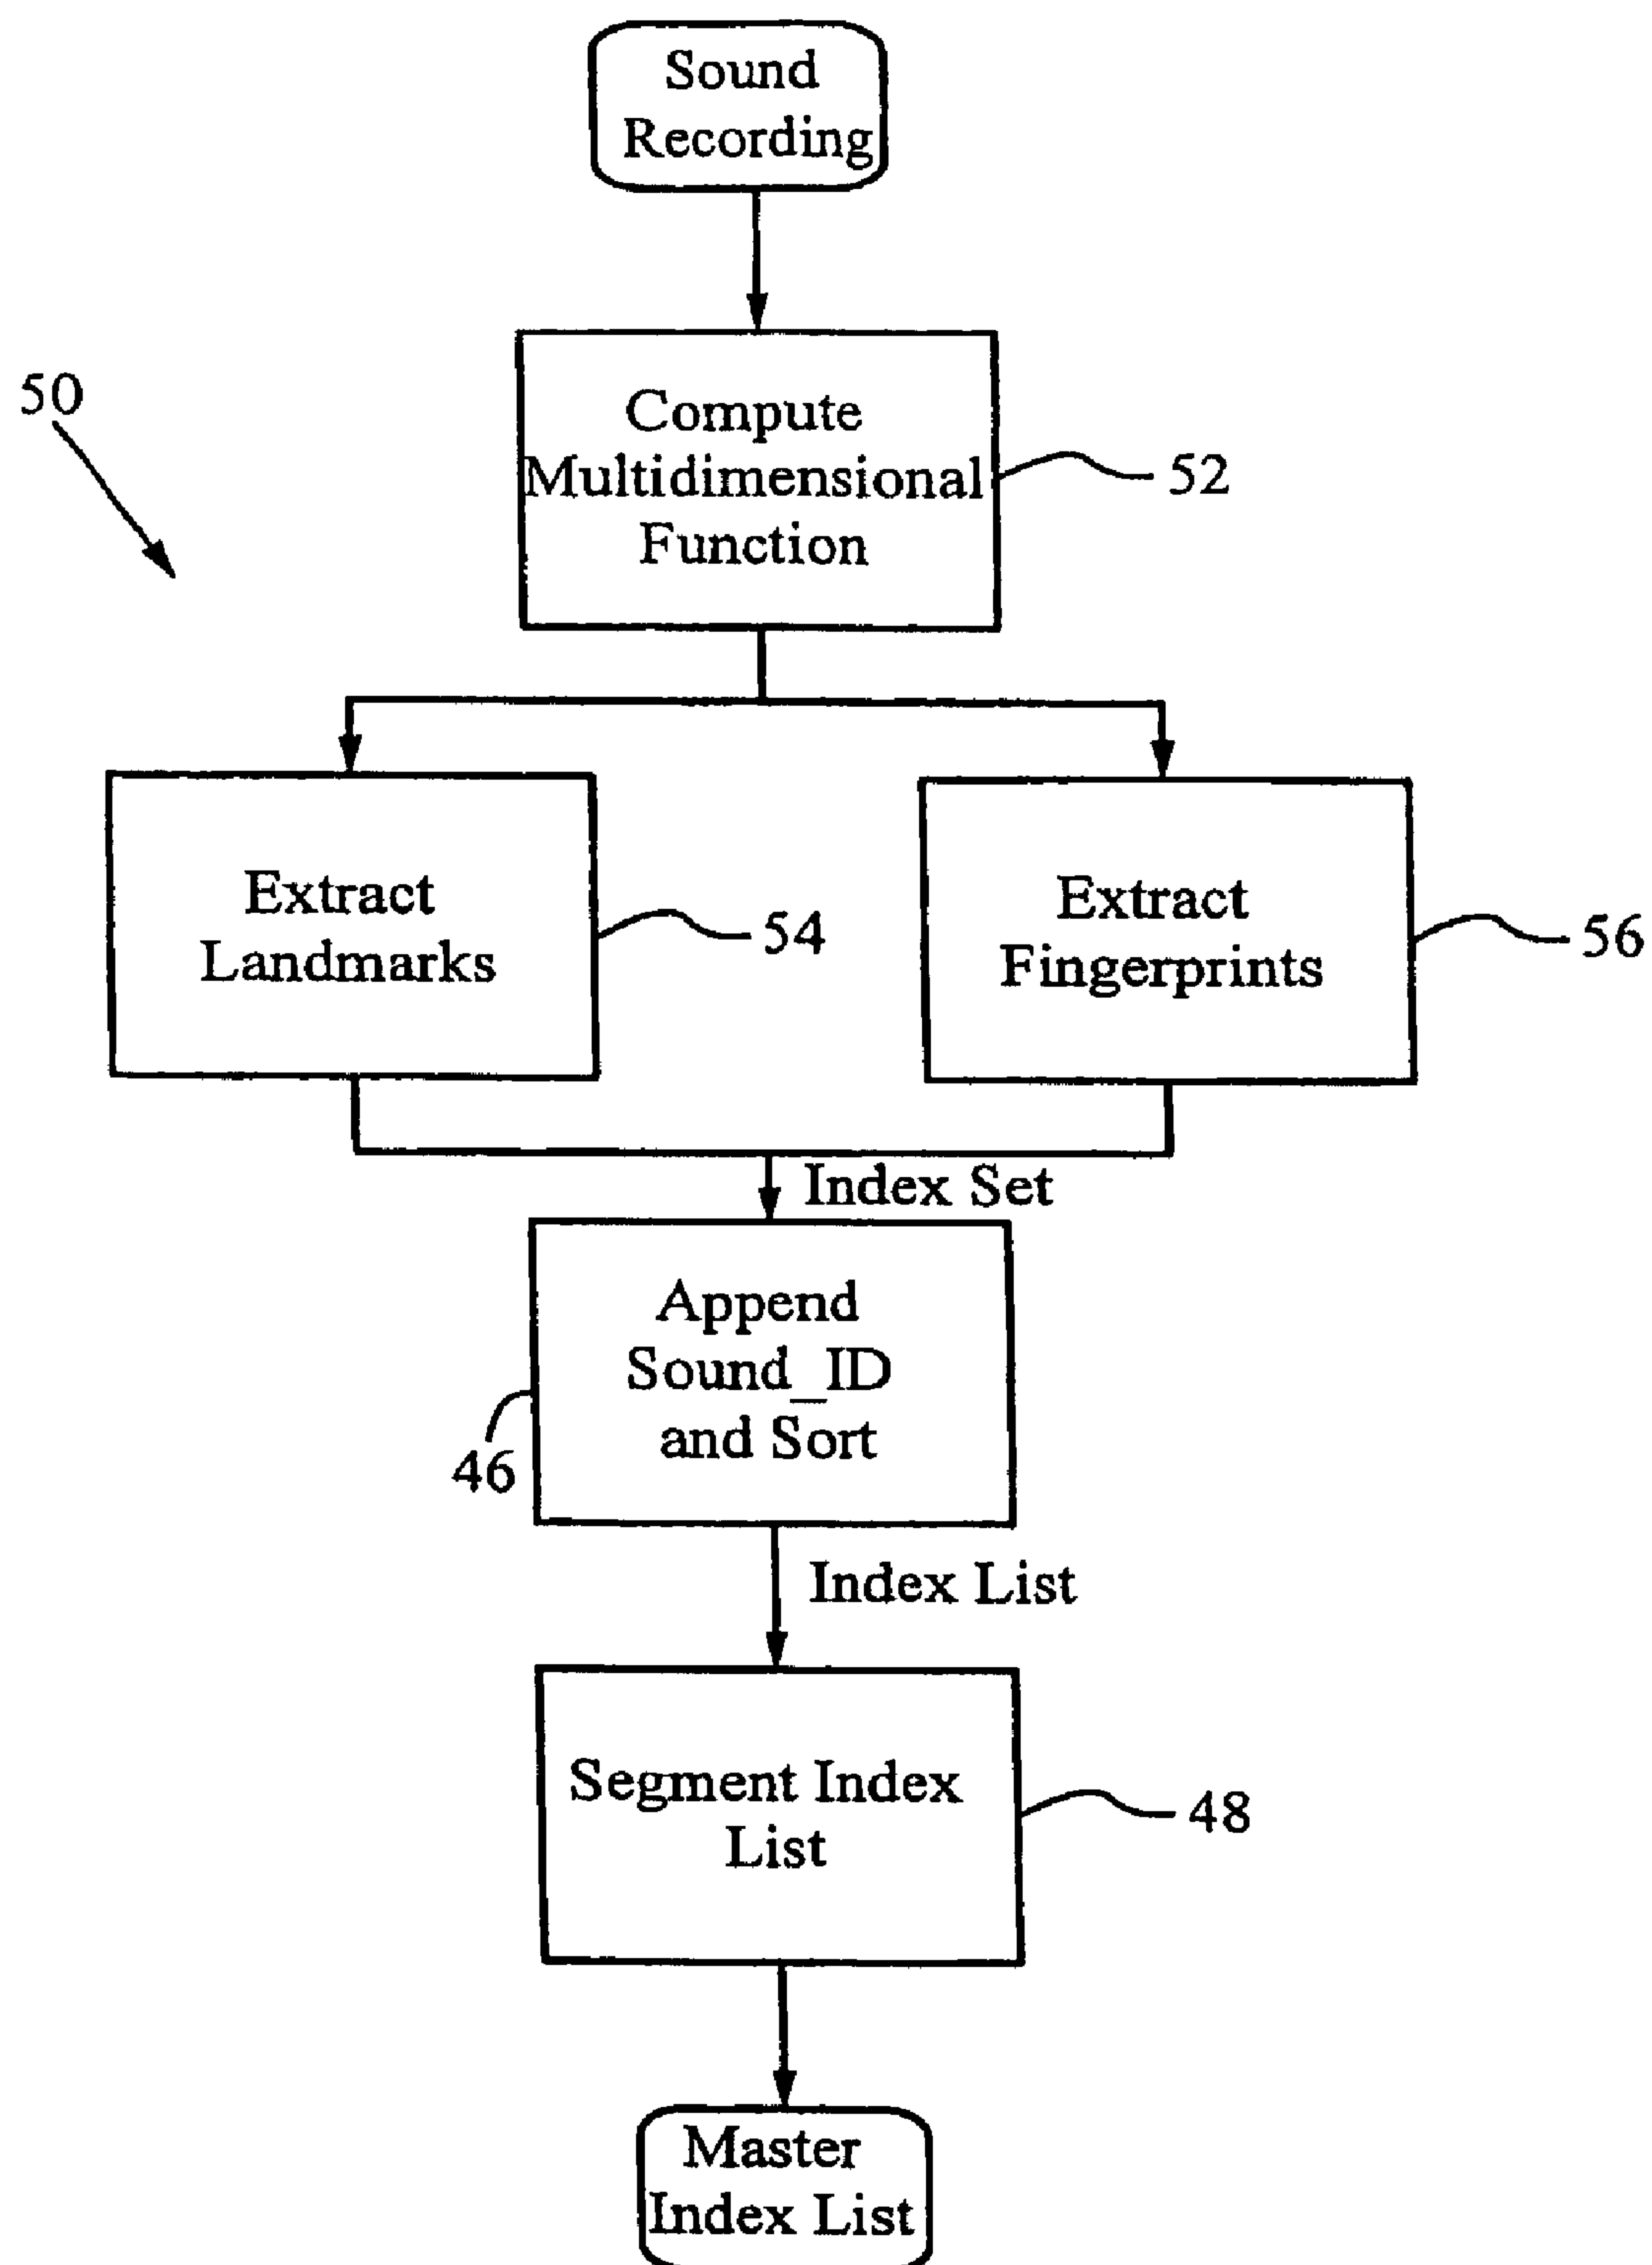 Sound
Recording
50
Compute
Multidimensional
Function
52
Extract
Landmarks
54
Extract
Fingerprints
56
Index Set
Append
Sound_ID
and Sort
46
Index List
Segment Index
List
48
Master
Index List